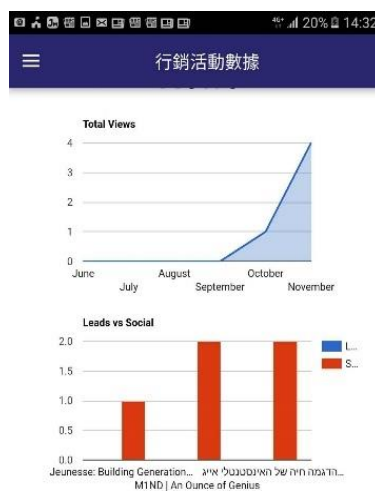 20% 14:32
行銷活動數據
Total Views
4
3
2
1
0
June July August September October November
Leads vs Social
2.0
1.5
1.0
0.5
0.0
L...
S...
Jeunesse: Building Generation... הדגמה חיה של האינסטנטלי אייג...
M1ND | An Ounce of Genius